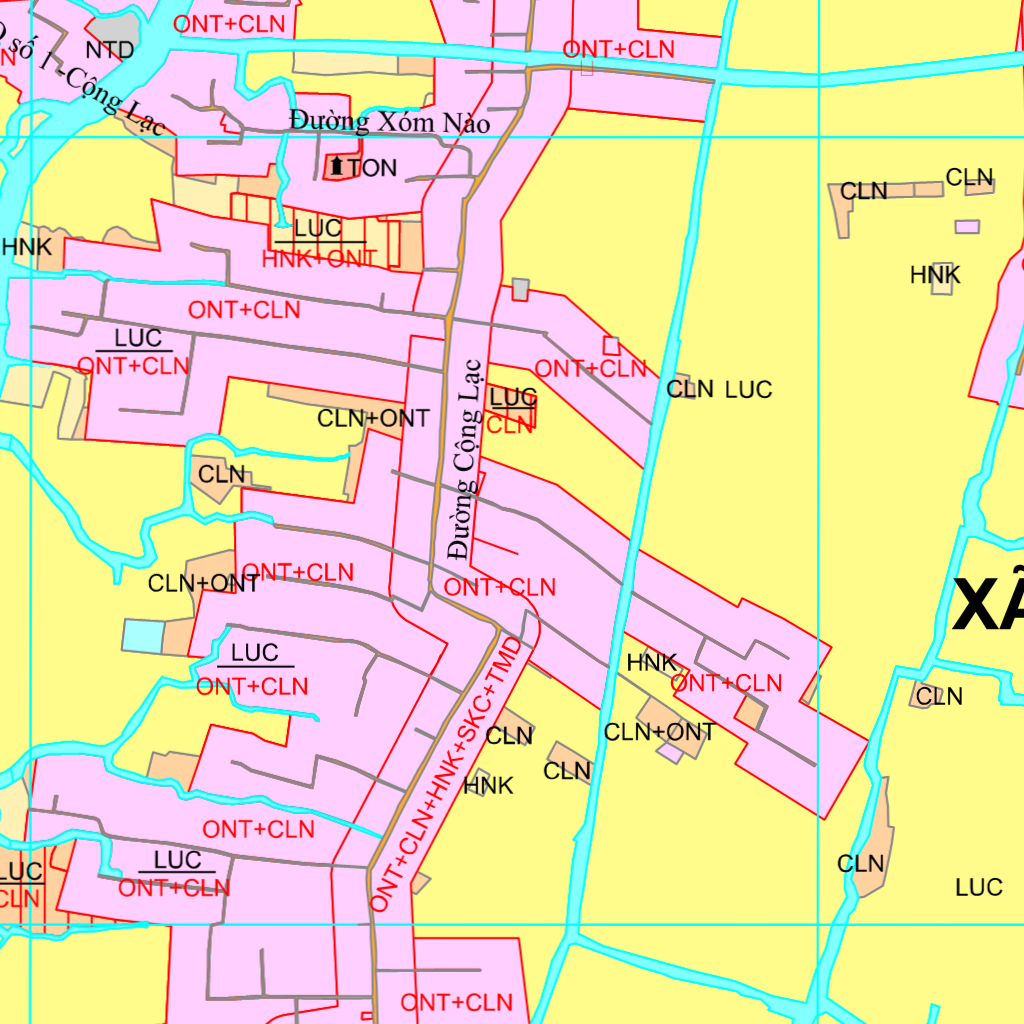 ONT+CLN
NTD
ONT+CLN
số 1 -Cộng Lạc
Đường Xóm Nào
TON
CLN
CLN
LUC
HNK+ONT
HNK
HNK
ONT+CLN
LUC
ONT+CLN
ONT+CLN
CLN LUC
LUC
CLN
CLN+ONT
Đường Cộng Lạc
CLN
ONT+CLN
CLN+ONT
ONT+CLN
XÃ
LUC
ONT+CLN
HNK
ONT+CLN
CLN
ONT+CLN+HNK+SKC+TMD
CLN
CLN+ONT
CLN
HNK
ONT+CLN
LUC
ONT+CLN
LUC
CLN
CLN
LUC
ONT+CLN